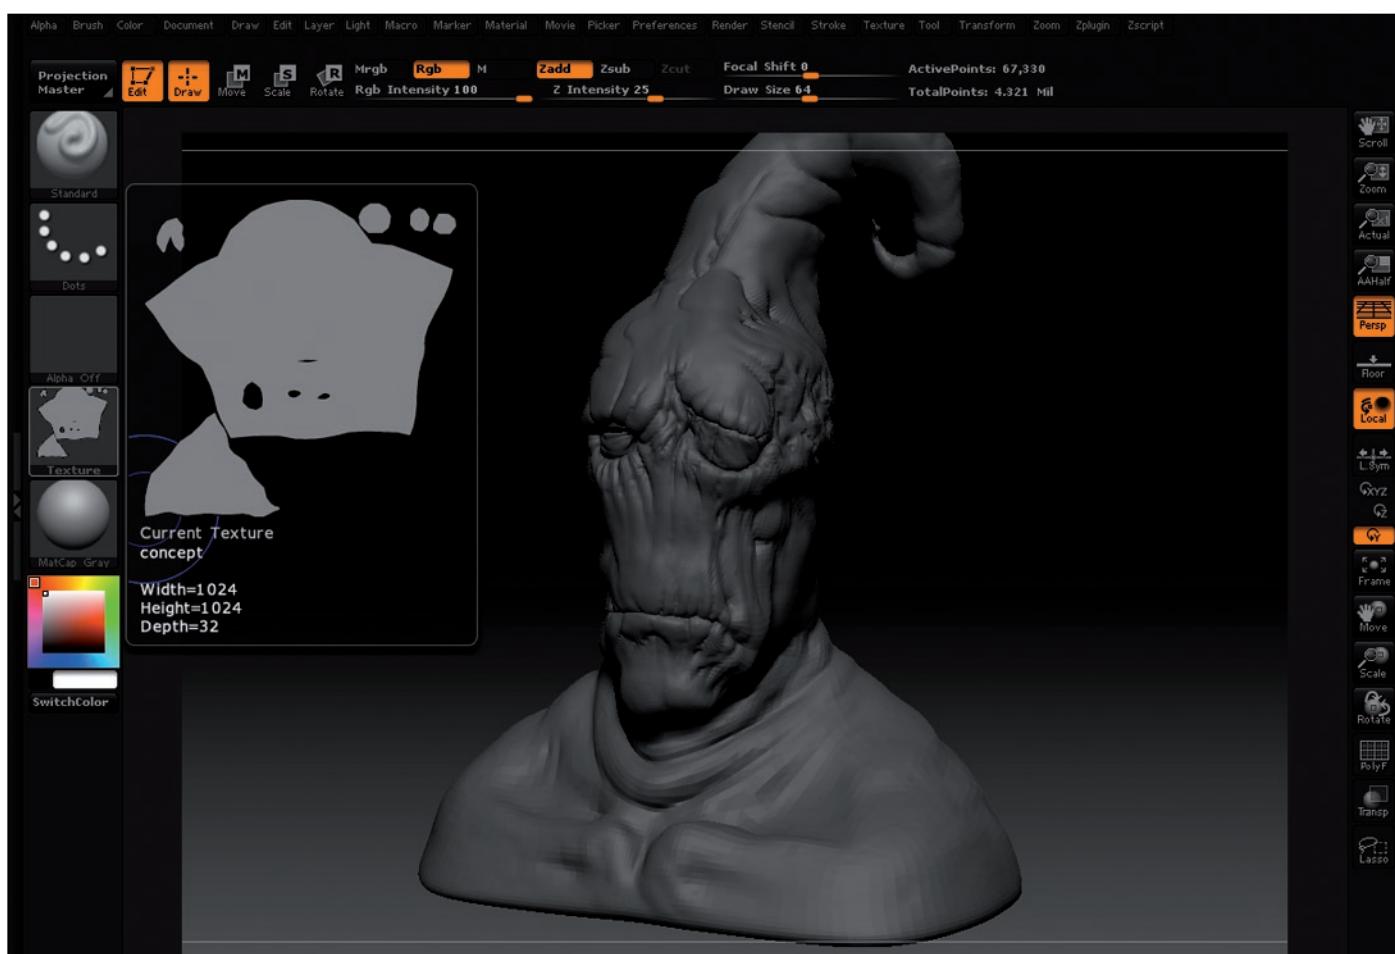 Alpha Brush Color Document Draw Edit Layer Light Macro Marker Material Movie Picker Preferences Render Stencil Stroke Texture Tool Transform Zoom Zplugin Zscript
Projection Master
Edit
Draw
M
Move
S
Scale
R
Rotate
Mrgb Rgb M
Rgb Intensity 100
Zadd Zsub Zcut
Z Intensity 25
Focal Shift 0
Draw Size 64
ActivePoints: 67,330
TotalPoints: 4.321 Mil
Standard
Dots
Alpha Off
Texture
MatCap Gray
SwitchColor
Current Texture
concept
Width=1024
Height=1024
Depth=32
Scroll
Zoom
Actual
AAHalf
Persp
Floor
Local
L.Sym
XYZ
Z
Y
Frame
Move
Scale
Rotate
PolyF
Transp
Lasso